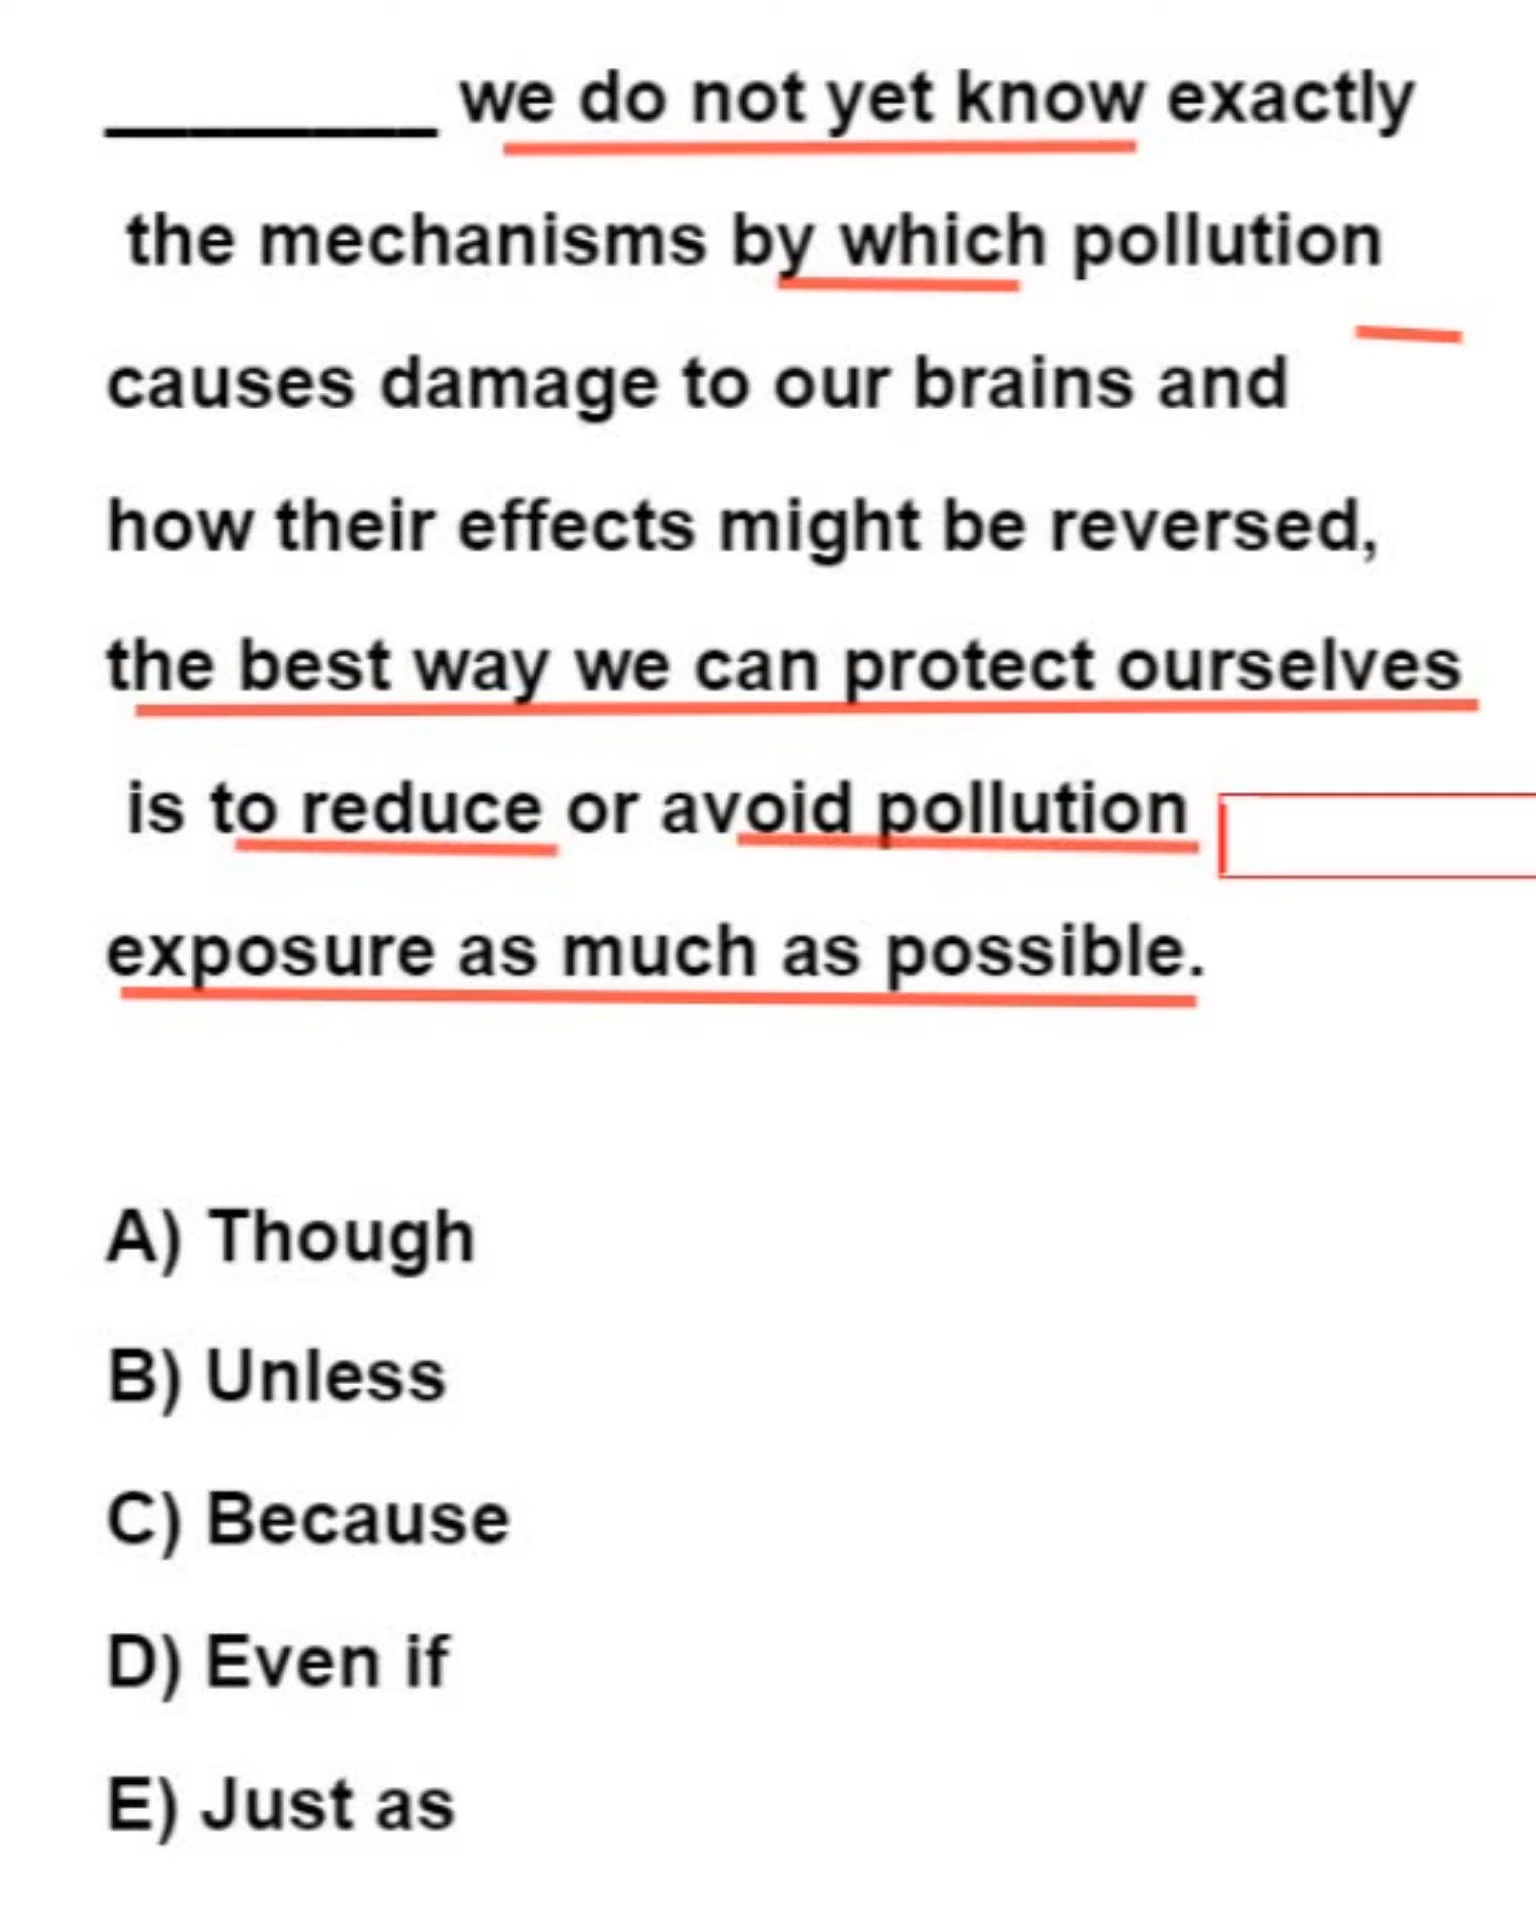 ________ we do not yet know exactly
the mechanisms by which pollution
causes damage to our brains and
how their effects might be reversed,
the best way we can protect ourselves
is to reduce or avoid pollution
exposure as much as possible.
A) Though
B) Unless
C) Because
D) Even if
E) Just as